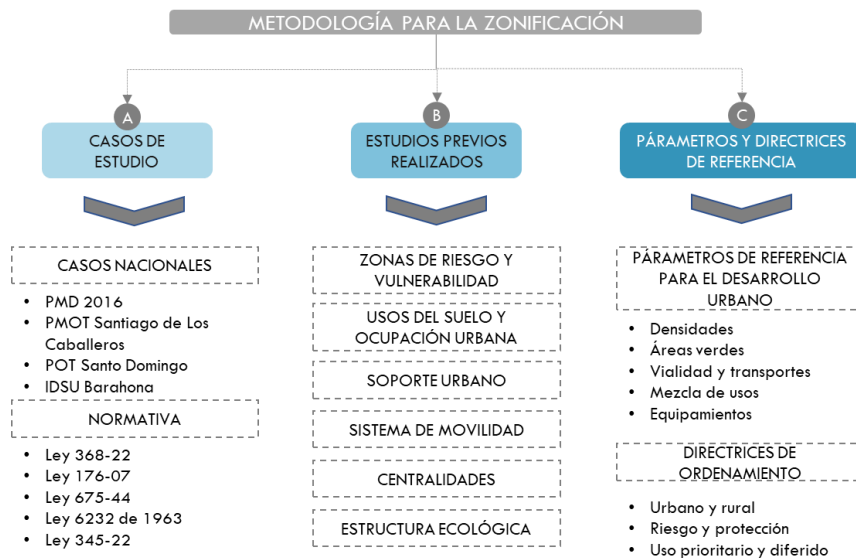 METODOLOGÍA PARA LA ZONIFICACIÓN
A
CASOS DE
ESTUDIO
CASOS NACIONALES
• PMD 2016
• PMOT Santiago de Los
Caballeros
• POT Santo Domingo
• IDSU Barahona
NORMATIVA
• Ley 368-22
• Ley 176-07
• Ley 675-44
• Ley 6232 de 1963
• Ley 345-22
B
ESTUDIOS PREVIOS
REALIZADOS
ZONAS DE RIESGO Y
VULNERABILIDAD
USOS DEL SUELO Y
OCUPACIÓN URBANA
SOPORTE URBANO
SISTEMA DE MOVILIDAD
CENTRALIDADES
ESTRUCTURA ECOLÓGICA
C
PÁRAMETROS Y DIRECTRICES
DE REFERENCIA
PÁRAMETROS DE REFERENCIA
PARA EL DESARROLLO
URBANO
• Densidades
• Áreas verdes
• Vialidad y transportes
• Mezcla de usos
• Equipamientos
DIRECTRICES DE
ORDENAMIENTO
• Urbano y rural
• Riesgo y protección
• Uso prioritario y diferido